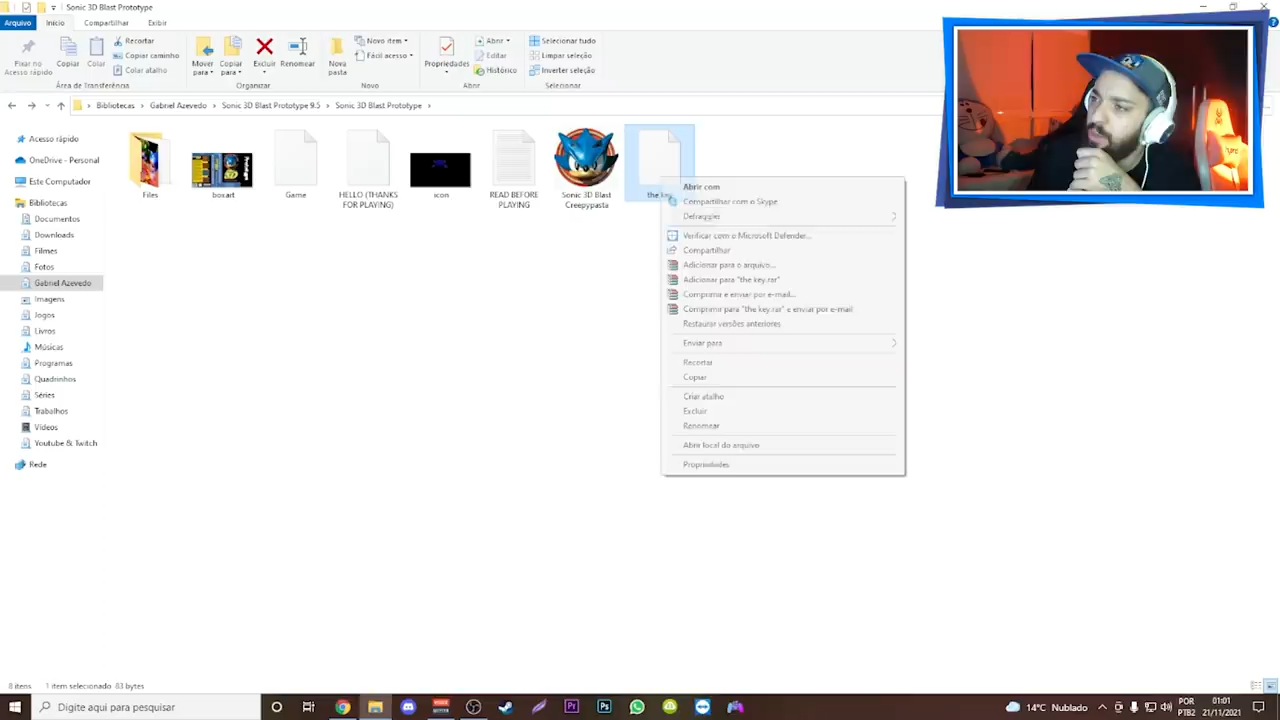 Sonic 3D Blast Prototype
Arquivo Início Compartilhar Exibir
Fixar no Acesso rápido
Copiar
Colar
Recortar
Copiar caminho
Colar atalho
Área de Transferência
Mover para
Copiar para
Excluir
Renomear
Organizar
Nova pasta
Novo item
Fácil acesso
Novo
Propriedades
Abrir
Editar
Histórico
Abrir
Selecionar tudo
Limpar seleção
Inverter seleção
Selecionar
Bibliotecas › Gabriel Azevedo › Sonic 3D Blast Prototype 9.5 › Sonic 3D Blast Prototype ›
Acesso rápido
OneDrive - Personal
Este Computador
Bibliotecas
Documentos
Downloads
Filmes
Fotos
Gabriel Azevedo
Imagens
Jogos
Livros
Músicas
Programas
Quadrinhos
Séries
Trabalhos
Vídeos
Youtube & Twitch
Rede
Files
boxart
Game
HELLO (THANKS FOR PLAYING)
icon
READ BEFORE PLAYING
Sonic 3D Blast Creepypasta
the key
Abrir com
Compartilhar com o Skype
Defraggler
Verificar com o Microsoft Defender...
Compartilhar
Adicionar para o arquivo...
Adicionar para "the key.rar"
Comprimir e enviar por e-mail...
Comprimir para "the key.rar" e enviar por e-mail
Restaurar versões anteriores
Enviar para
Recortar
Copiar
Criar atalho
Excluir
Renomear
Abrir local do arquivo
Propriedades
8 itens 1 item selecionado 83 bytes
Digite aqui para pesquisar
14°C Nublado
POR
PTB2
01:01
21/11/2021